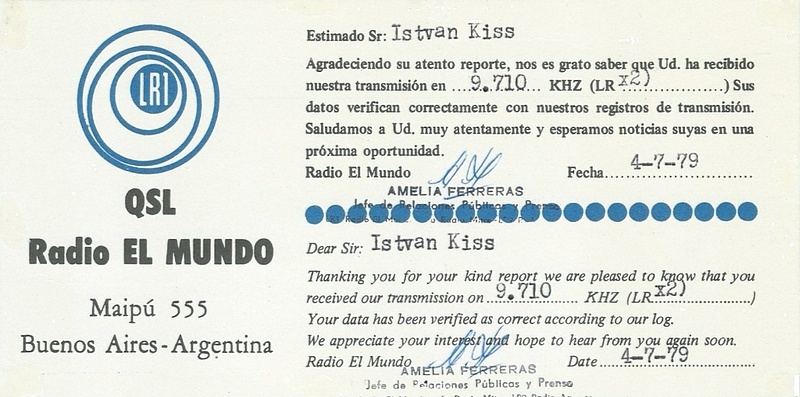 LR1
QSL
Radio EL MUNDO
Maipú 555
Buenos Aires-Argentina
Estimado Sr: Istvan Kiss
Agradeciendo su atento reporte, nos es grato saber que Ud. ha recibido
nuestra transmisión en ...9.710... KHZ (LR x2)..................) Sus
datos verifican correctamente con nuestros registros de transmisión.
Saludamos a Ud. muy atentamente y esperamos noticias suyas en una
próxima oportunidad.
Radio El Mundo Fecha....4-7-79..........
AMELIA FERRERAS
Jefe de Relaciones Públicas y Prensa
Dear Sir: Istvan Kiss
Thanking you for your kind report we are pleased to know that you
received our transmission on ..9.710..... KHZ (LR x2)..............)
Your data has been verified as correct according to our log.
We appreciate your interest and hope to hear from you again soon.
Radio El Mundo Date ....4-7-79...........
AMELIA FERRERAS
Jefe de Relaciones Públicas y Prensa